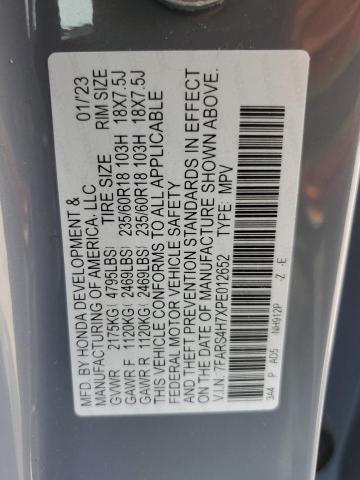 MFD. BY HONDA DEVELOPMENT & 01/23
MANUFACTURING OF AMERICA, LLC
TIRE SIZE RIM SIZE
GVWR 2175KG( 4795LBS)
GAWR F 1120KG( 2469LBS) 235/60R18 103H 18X7.5J
GAWR R 1120KG( 2469LBS) 235/60R18 103H 18X7.5J
THIS VEHICLE CONFORMS TO ALL APPLICABLE
FEDERAL MOTOR VEHICLE SAFETY
AND THEFT PREVENTION STANDARDS IN EFFECT
ON THE DATE OF MANUFACTURE SHOWN ABOVE.
V.I.N.: 7FARS4H7XPE012652 TYPE: MPV
3A4 P A05 NH912P -Z -E